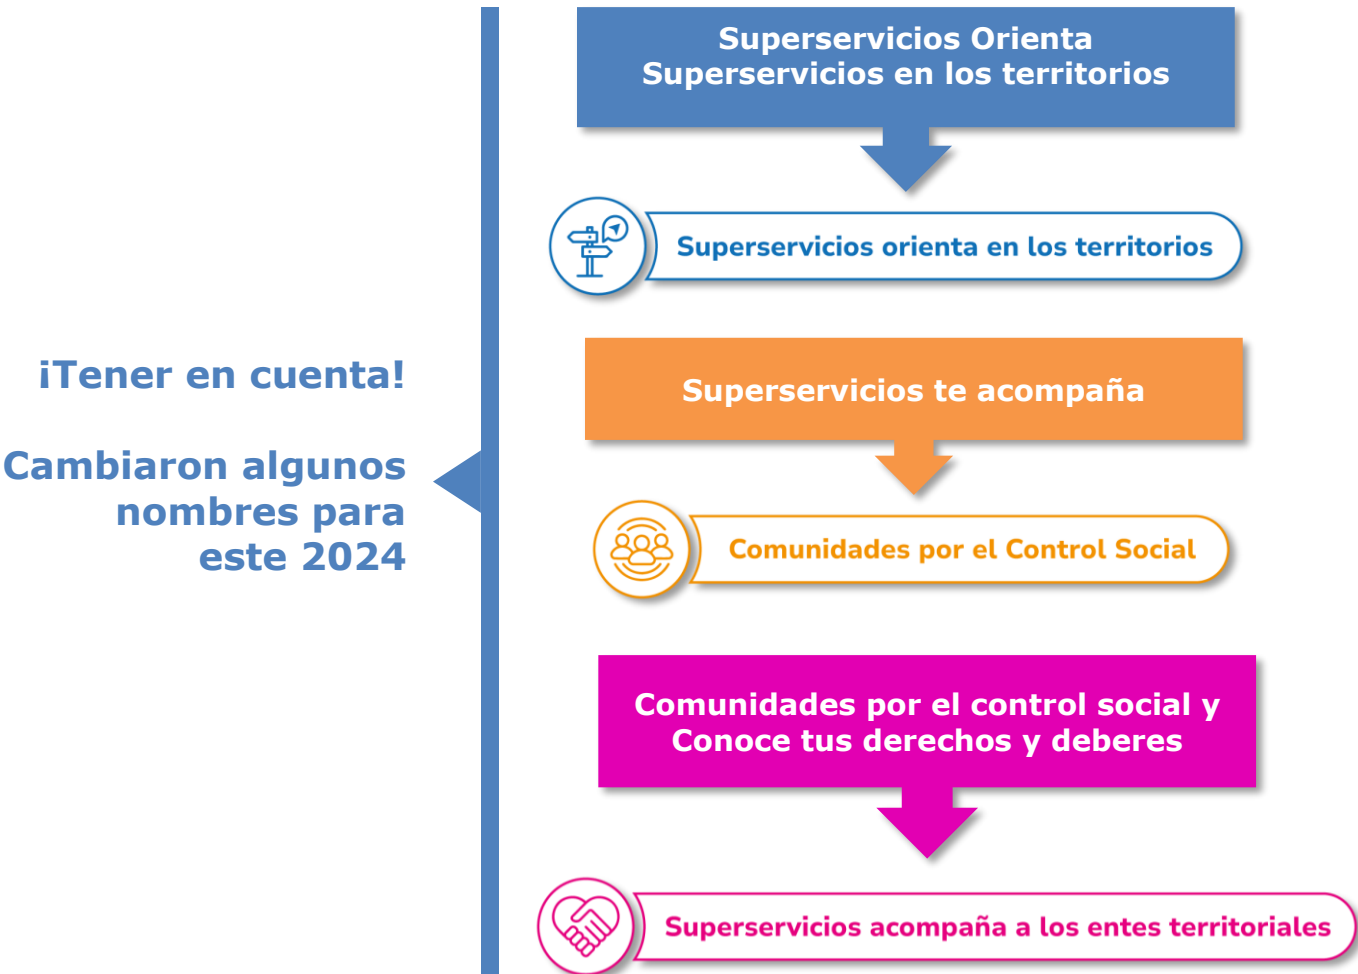 ¡Tener en cuenta!
Cambiaron algunos
nombres para
este 2024
Superservicios Orienta
Superservicios en los territorios
Superservicios orienta en los territorios
Superservicios te acompaña
Comunidades por el Control Social
Comunidades por el control social y
Conoce tus derechos y deberes
Superservicios acompaña a los entes territoriales